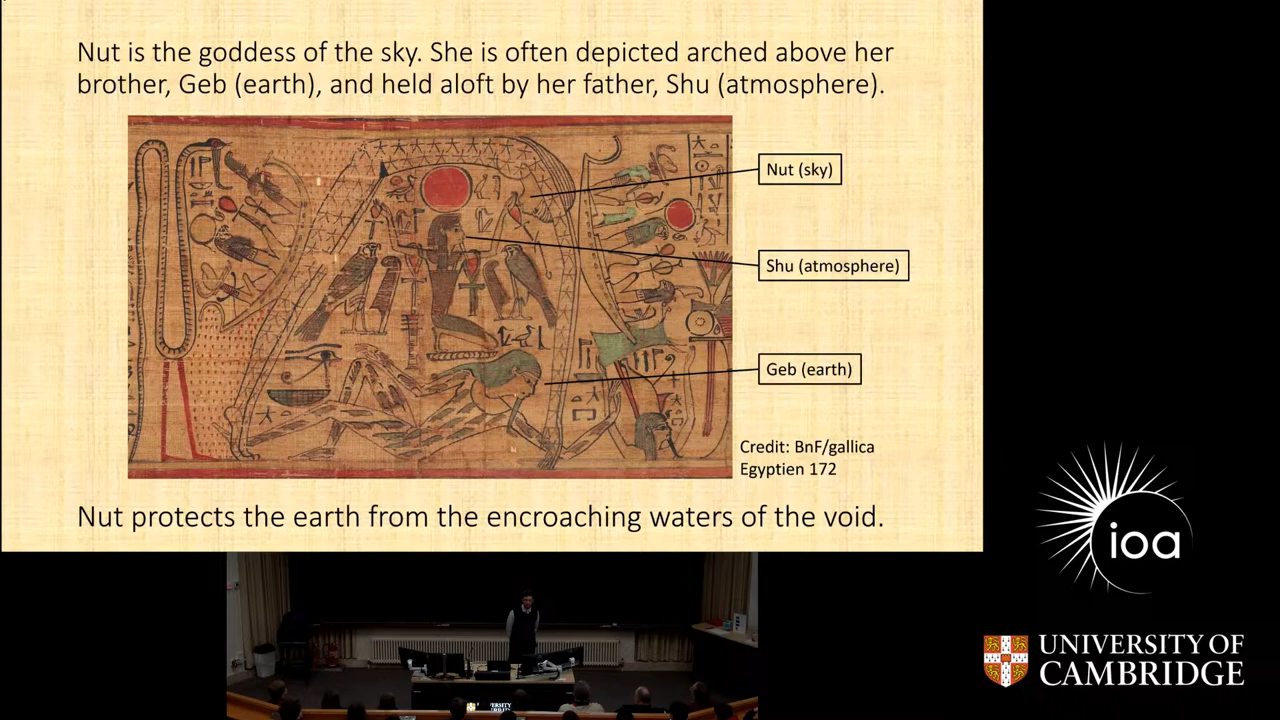 Nut is the goddess of the sky. She is often depicted arched above her
brother, Geb (earth), and held aloft by her father, Shu (atmosphere).
Nut (sky)
Shu (atmosphere)
Geb (earth)
Credit: BnF/gallica
Egyptien 172
Nut protects the earth from the encroaching waters of the void.
ioa
UNIVERSITY OF
CAMBRIDGE